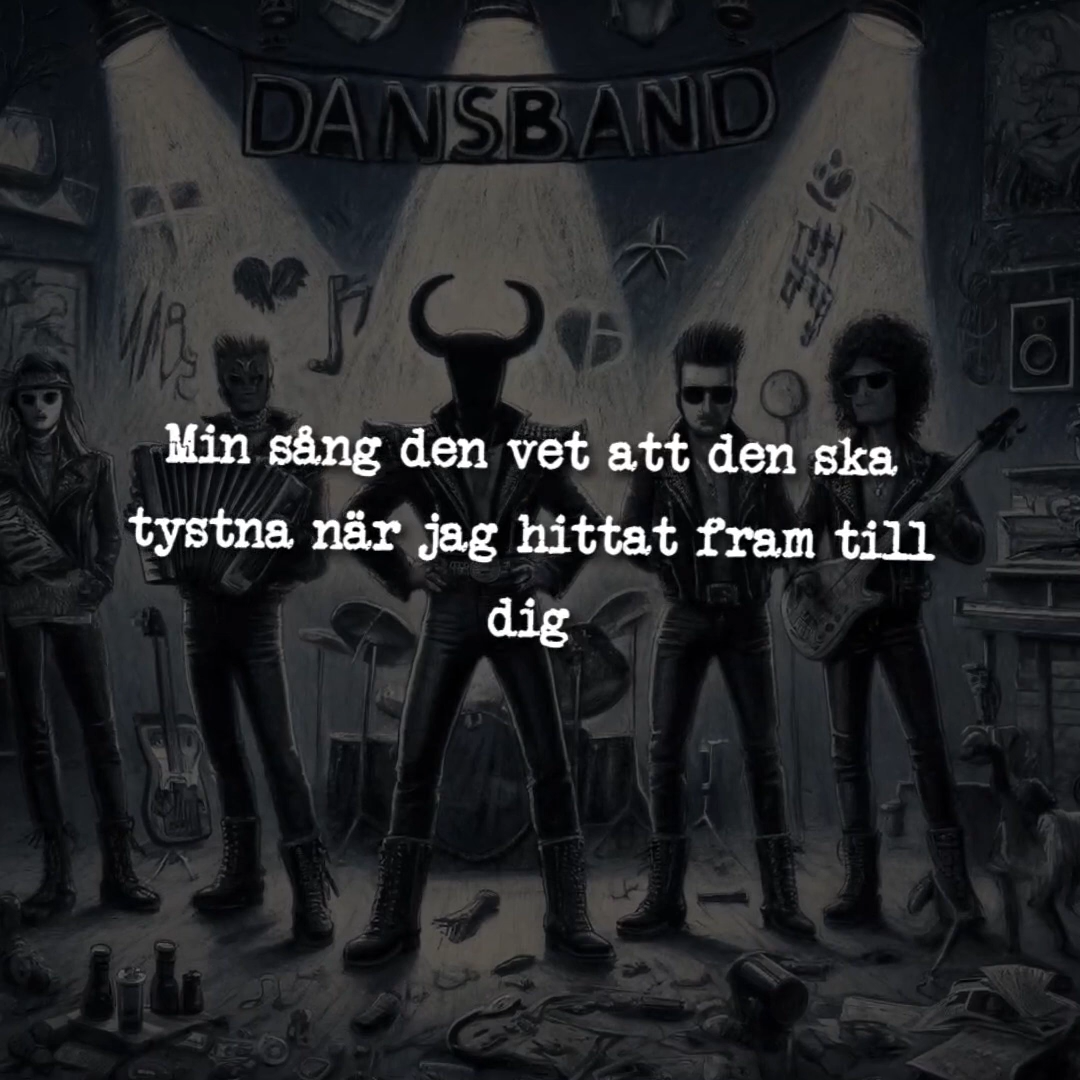 DANSBAND
Min sång den vet att den ska
tystna när jag hittat fram till
dig